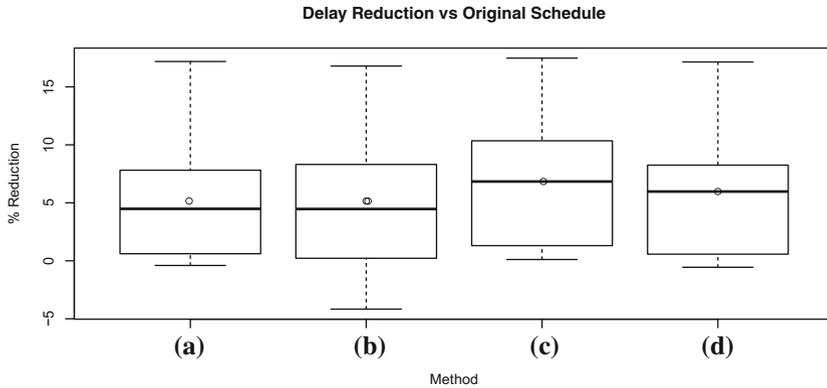 Delay Reduction vs Original Schedule
% Reduction
15
10
5
0
−5
(a) (b) (c) (d)
Method